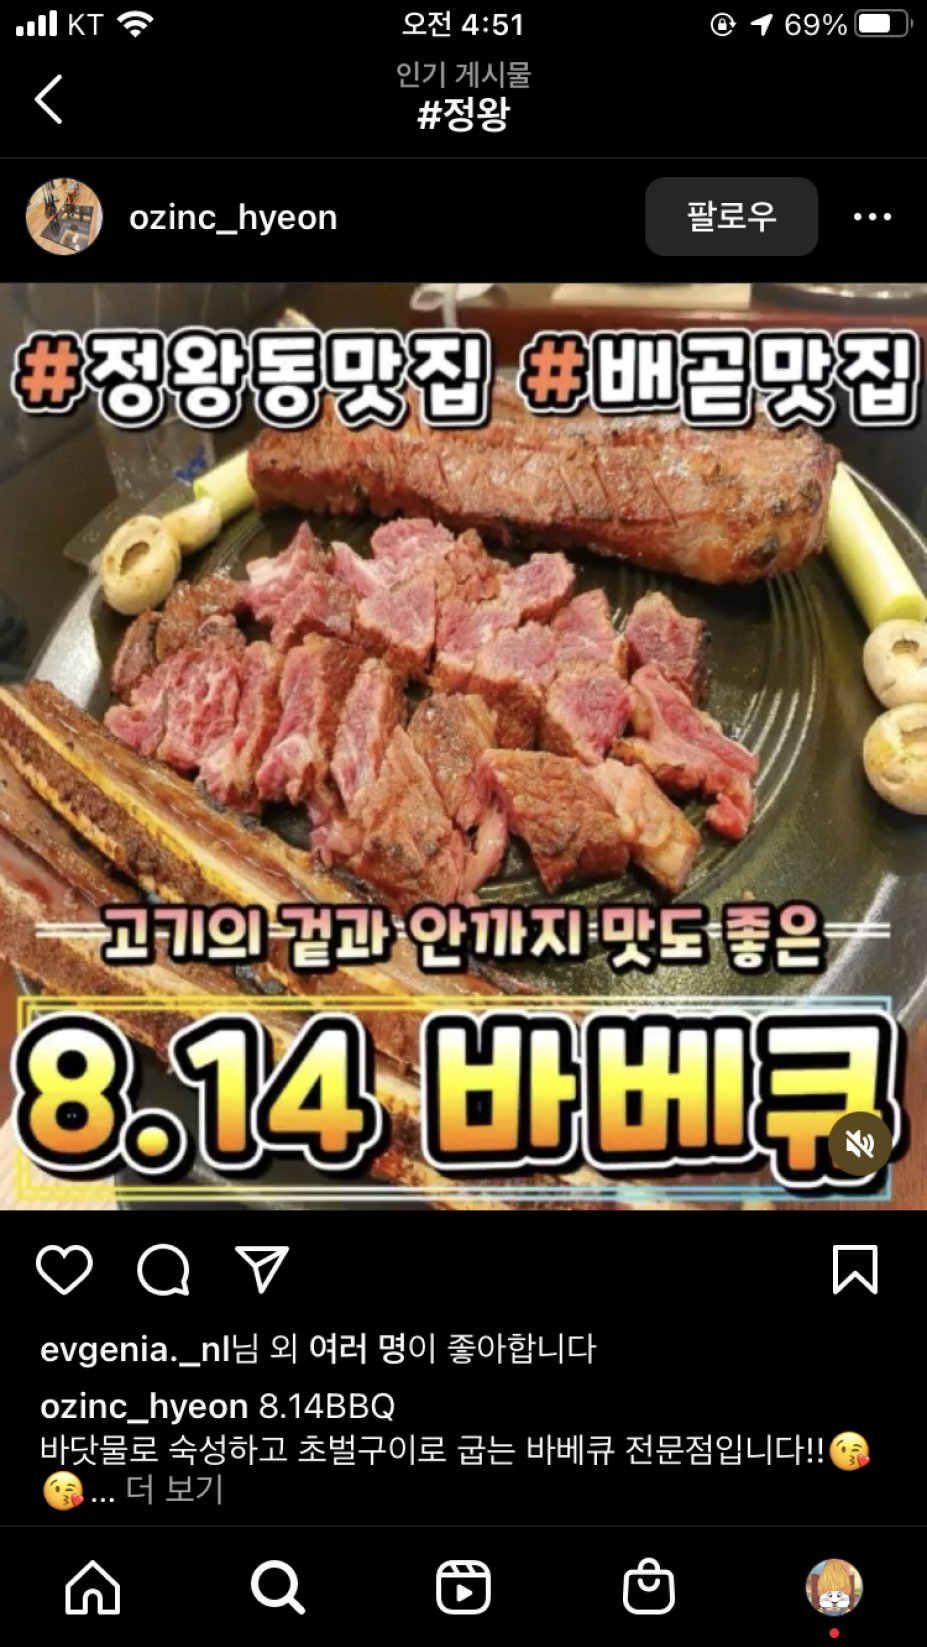 KT 오전 4:51 69%
인기 게시물
#정왕
ozinc_hyeon 팔로우
#정왕동맛집 #배곧맛집
고기의 겉과 안까지 맛도 좋은
8.14 바베큐
evgenia._nl님 외 여러 명이 좋아합니다
ozinc_hyeon 8.14BBQ
바닷물로 숙성하고 초벌구이로 굽는 바베큐 전문점입니다!!😘
😘... 더 보기